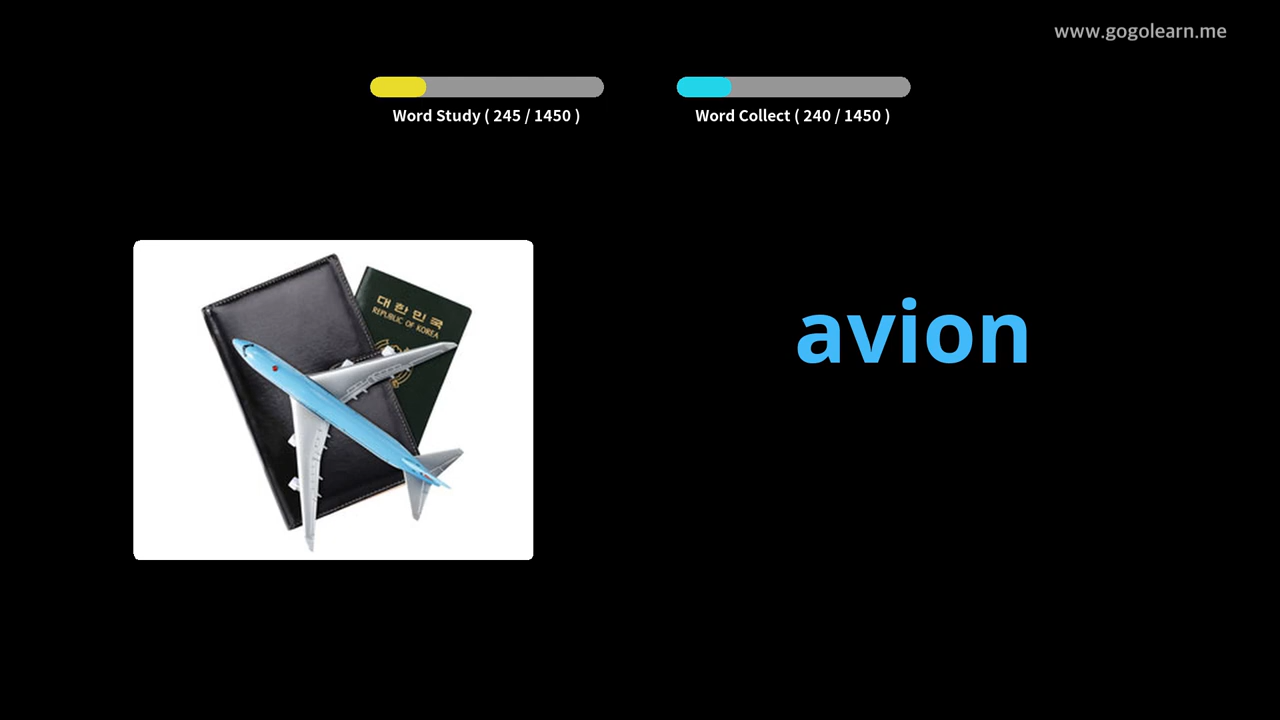 www.gogolearn.me
Word Study ( 245 / 1450 )
Word Collect ( 240 / 1450 )
대한민국
REPUBLIC OF KOREA
avion